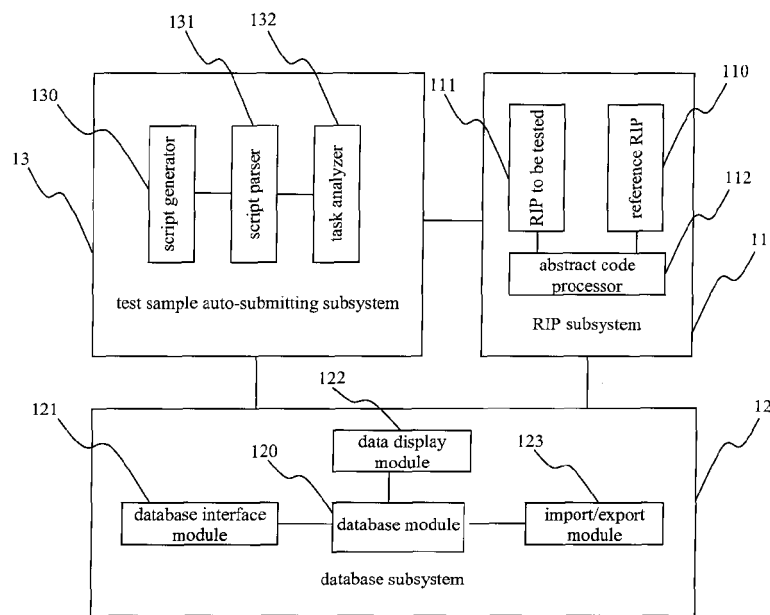 131
132
110
111
130
13
script generator
script parser
task analyzer
RIP to be tested
reference RIP
112
abstract code
processor
11
test sample auto-submitting subsystem
RIP subsystem
122
121
12
data display
module
123
120
database interface
module
database module
import/export
module
database subsystem